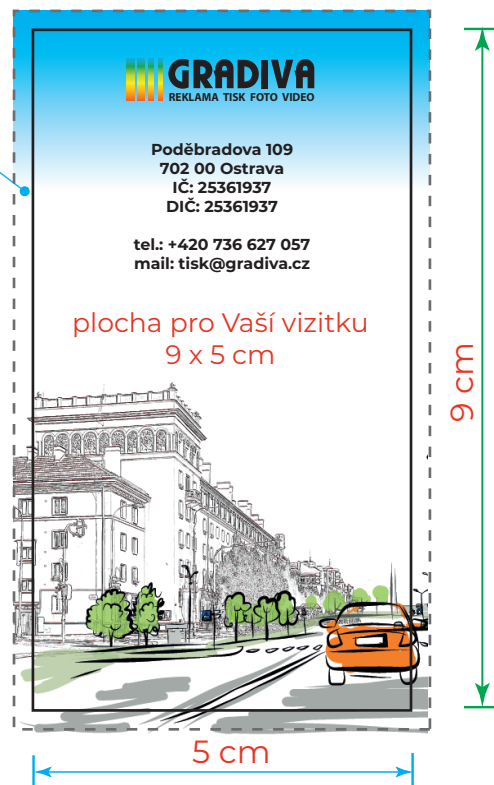 GRADIVA
REKLAMA TISK FOTO VIDEO
Poděbradova 109
702 00 Ostrava
IČ: 25361937
DIČ: 25361937
tel.: +420 736 627 057
mail: tisk@gradiva.cz
plocha pro Vaší vizitku
9 x 5 cm
9 cm
5 cm